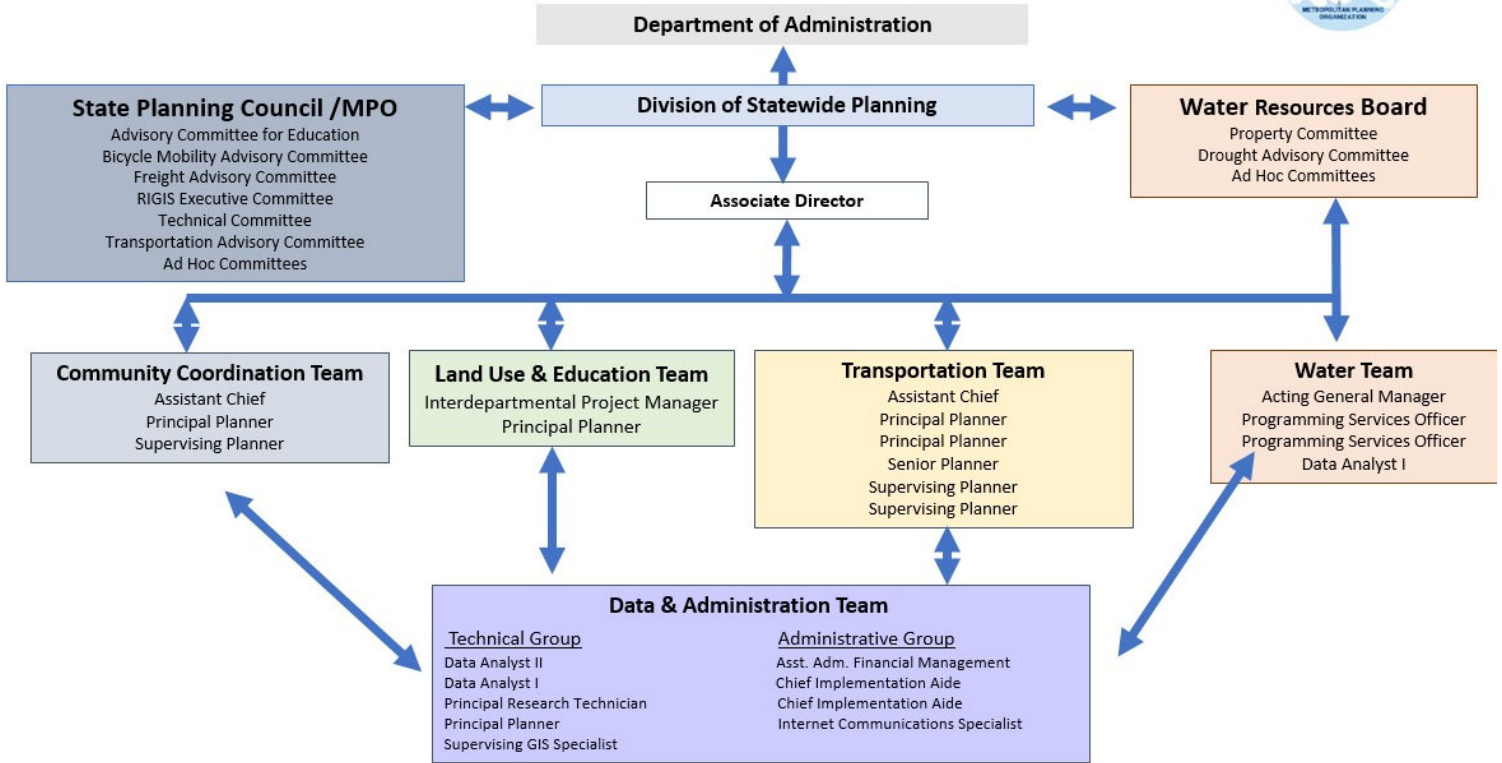 METROPOLITAN PLANNING
ORGANIZATION
Department of Administration
State Planning Council /MPO
Advisory Committee for Education
Bicycle Mobility Advisory Committee
Freight Advisory Committee
RIGIS Executive Committee
Technical Committee
Transportation Advisory Committee
Ad Hoc Committees
Division of Statewide Planning
Water Resources Board
Property Committee
Drought Advisory Committee
Ad Hoc Committees
Associate Director
Community Coordination Team
Assistant Chief
Principal Planner
Supervising Planner
Land Use & Education Team
Interdepartmental Project Manager
Principal Planner
Transportation Team
Assistant Chief
Principal Planner
Principal Planner
Senior Planner
Supervising Planner
Supervising Planner
Water Team
Acting General Manager
Programming Services Officer
Programming Services Officer
Data Analyst I
Data & Administration Team
Technical Group
Data Analyst II
Data Analyst I
Principal Research Technician
Principal Planner
Supervising GIS Specialist
Administrative Group
Asst. Adm. Financial Management
Chief Implementation Aide
Chief Implementation Aide
Internet Communications Specialist